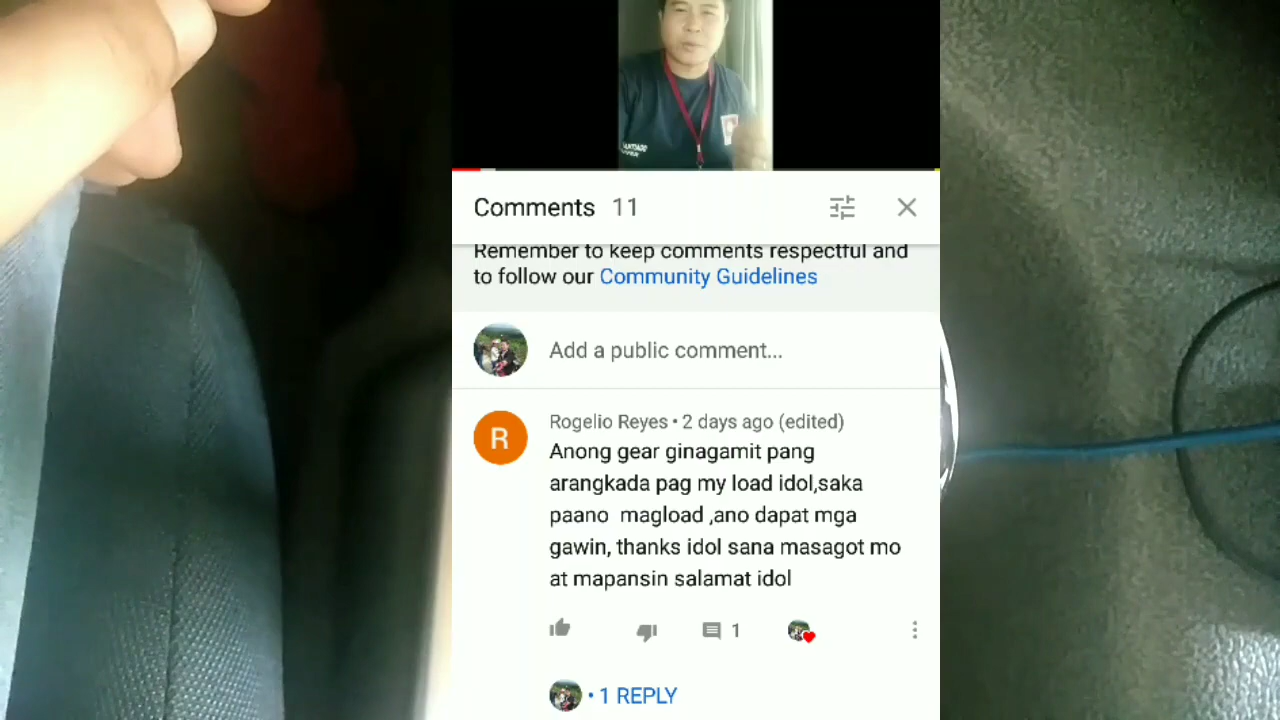 Comments 11
Remember to keep comments respectful and
to follow our Community Guidelines
Add a public comment...
R
Rogelio Reyes • 2 days ago (edited)
Anong gear ginagamit pang
arangkada pag my load idol,saka
paano magload ,ano dapat mga
gawin, thanks idol sana masagot mo
at mapansin salamat idol
1
• 1 REPLY